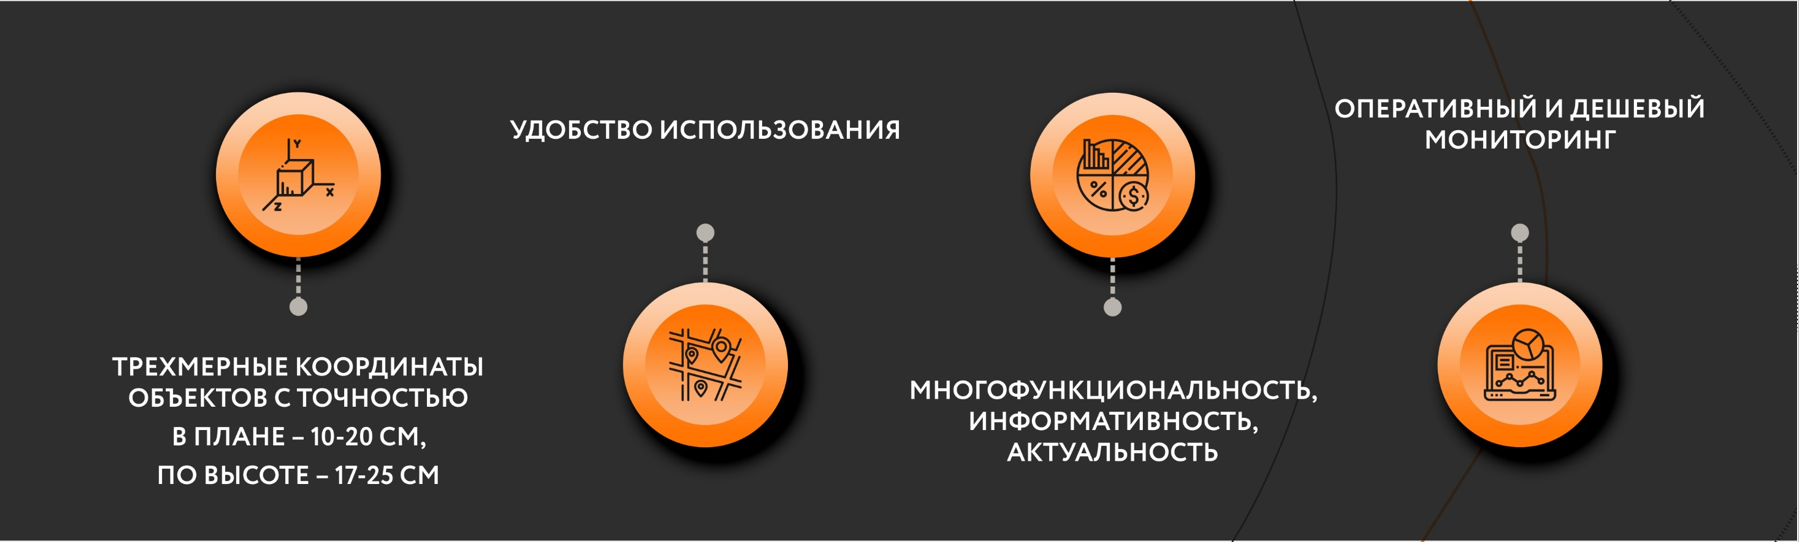 ТРЕХМЕРНЫЕ КООРДИНАТЫ
ОБЪЕКТОВ С ТОЧНОСТЬЮ
В ПЛАНЕ – 10-20 СМ,
ПО ВЫСОТЕ – 17-25 СМ
УДОБСТВО ИСПОЛЬЗОВАНИЯ
МНОГОФУНКЦИОНАЛЬНОСТЬ,
ИНФОРМАТИВНОСТЬ,
АКТУАЛЬНОСТЬ
ОПЕРАТИВНЫЙ И ДЕШЕВЫЙ
МОНИТОРИНГ
Y
X
Z
%
$